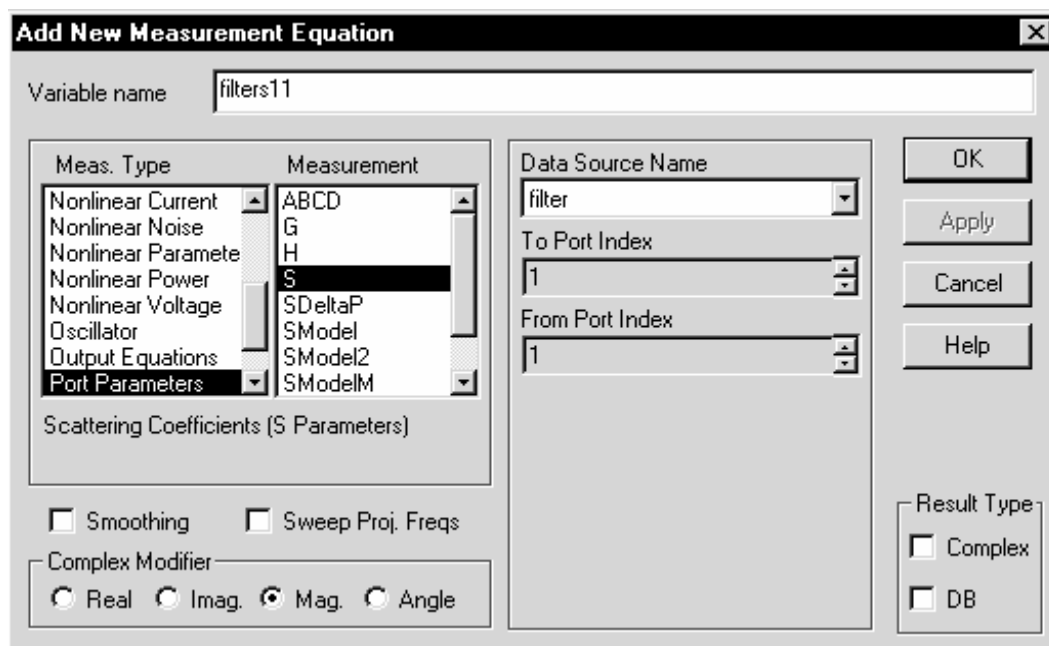 Add New Measurement Equation
Variable name
filters11
Meas. Type
Nonlinear Current
Nonlinear Noise
Nonlinear Paramete
Nonlinear Power
Nonlinear Voltage
Oscillator
Output Equations
Port Parameters
Measurement
ABCD
G
H
S
SDeltaP
SModel
SModel2
SModelM
Scattering Coefficients (S Parameters)
Smoothing
Sweep Proj. Freqs
Complex Modifier
Real
Imag.
Mag.
Angle
Data Source Name
filter
To Port Index
1
From Port Index
1
OK
Apply
Cancel
Help
Result Type
Complex
DB